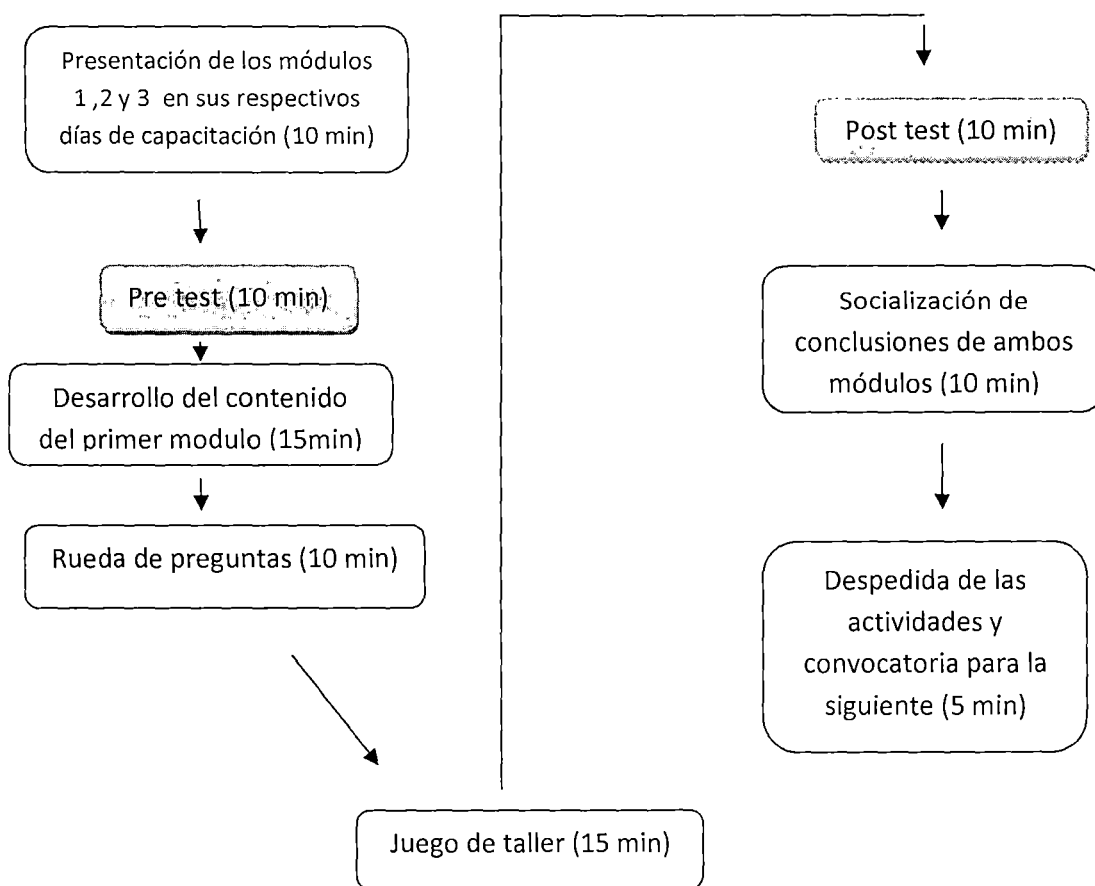 Presentación de los módulos
1 ,2 y 3 en sus respectivos
días de capacitación (10 min)
Pre test (10 min)
Desarrollo del contenido
del primer modulo (15min)
Rueda de preguntas (10 min)
Juego de taller (15 min)
Post test (10 min)
Socialización de
conclusiones de ambos
módulos (10 min)
Despedida de las
actividades y
convocatoria para la
siguiente (5 min)